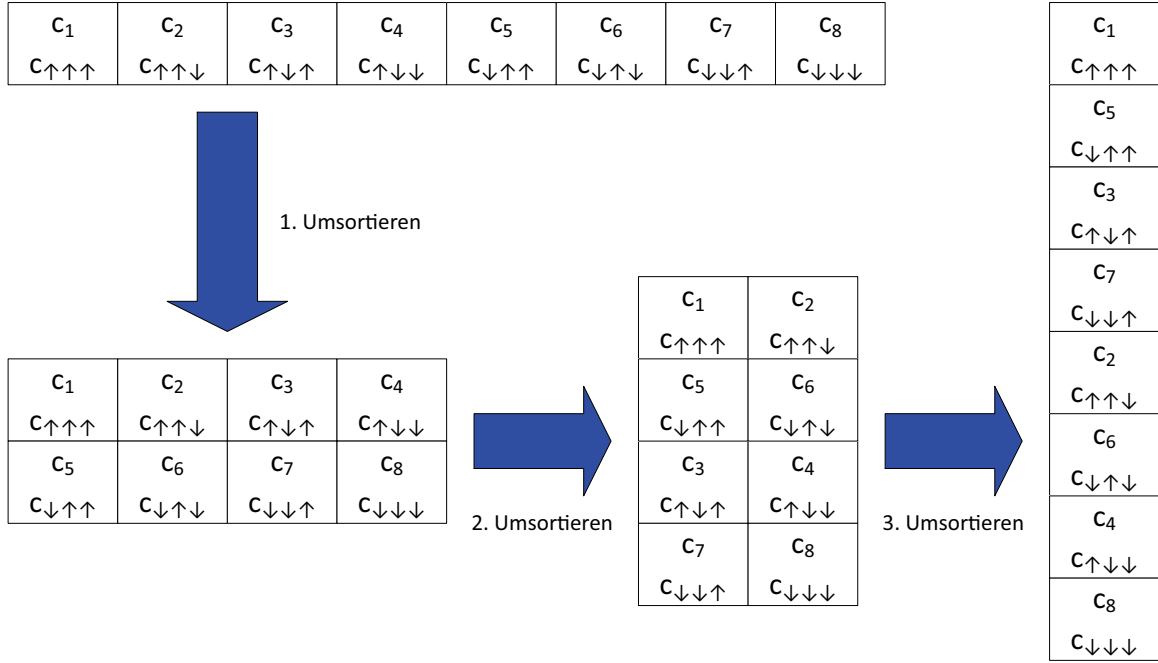 c₁ c₂ c₃ c₄ c₅ c₆ c₇ c₈
c↑↑↑ c↑↑↓ c↑↓↑ c↑↓↓ c↓↑↑ c↓↑↓ c↓↓↑ c↓↓↓
1. Umsortieren
c₁ c₂ c₃ c₄
c↑↑↑ c↑↑↓ c↑↓↑ c↑↓↓
c₅ c₆ c₇ c₈
c↓↑↑ c↓↑↓ c↓↓↑ c↓↓↓
2. Umsortieren
c₁ c₂
c↑↑↑ c↑↑↓
c₅ c₆
c↓↑↑ c↓↑↓
c₃ c₄
c↑↓↑ c↑↓↓
c₇ c₈
c↓↓↑ c↓↓↓
3. Umsortieren
c₁
c↑↑↑
c₅
c↓↑↑
c₃
c↑↓↑
c₇
c↓↓↑
c₂
c↑↑↓
c₆
c↓↑↓
c₄
c↑↓↓
c₈
c↓↓↓